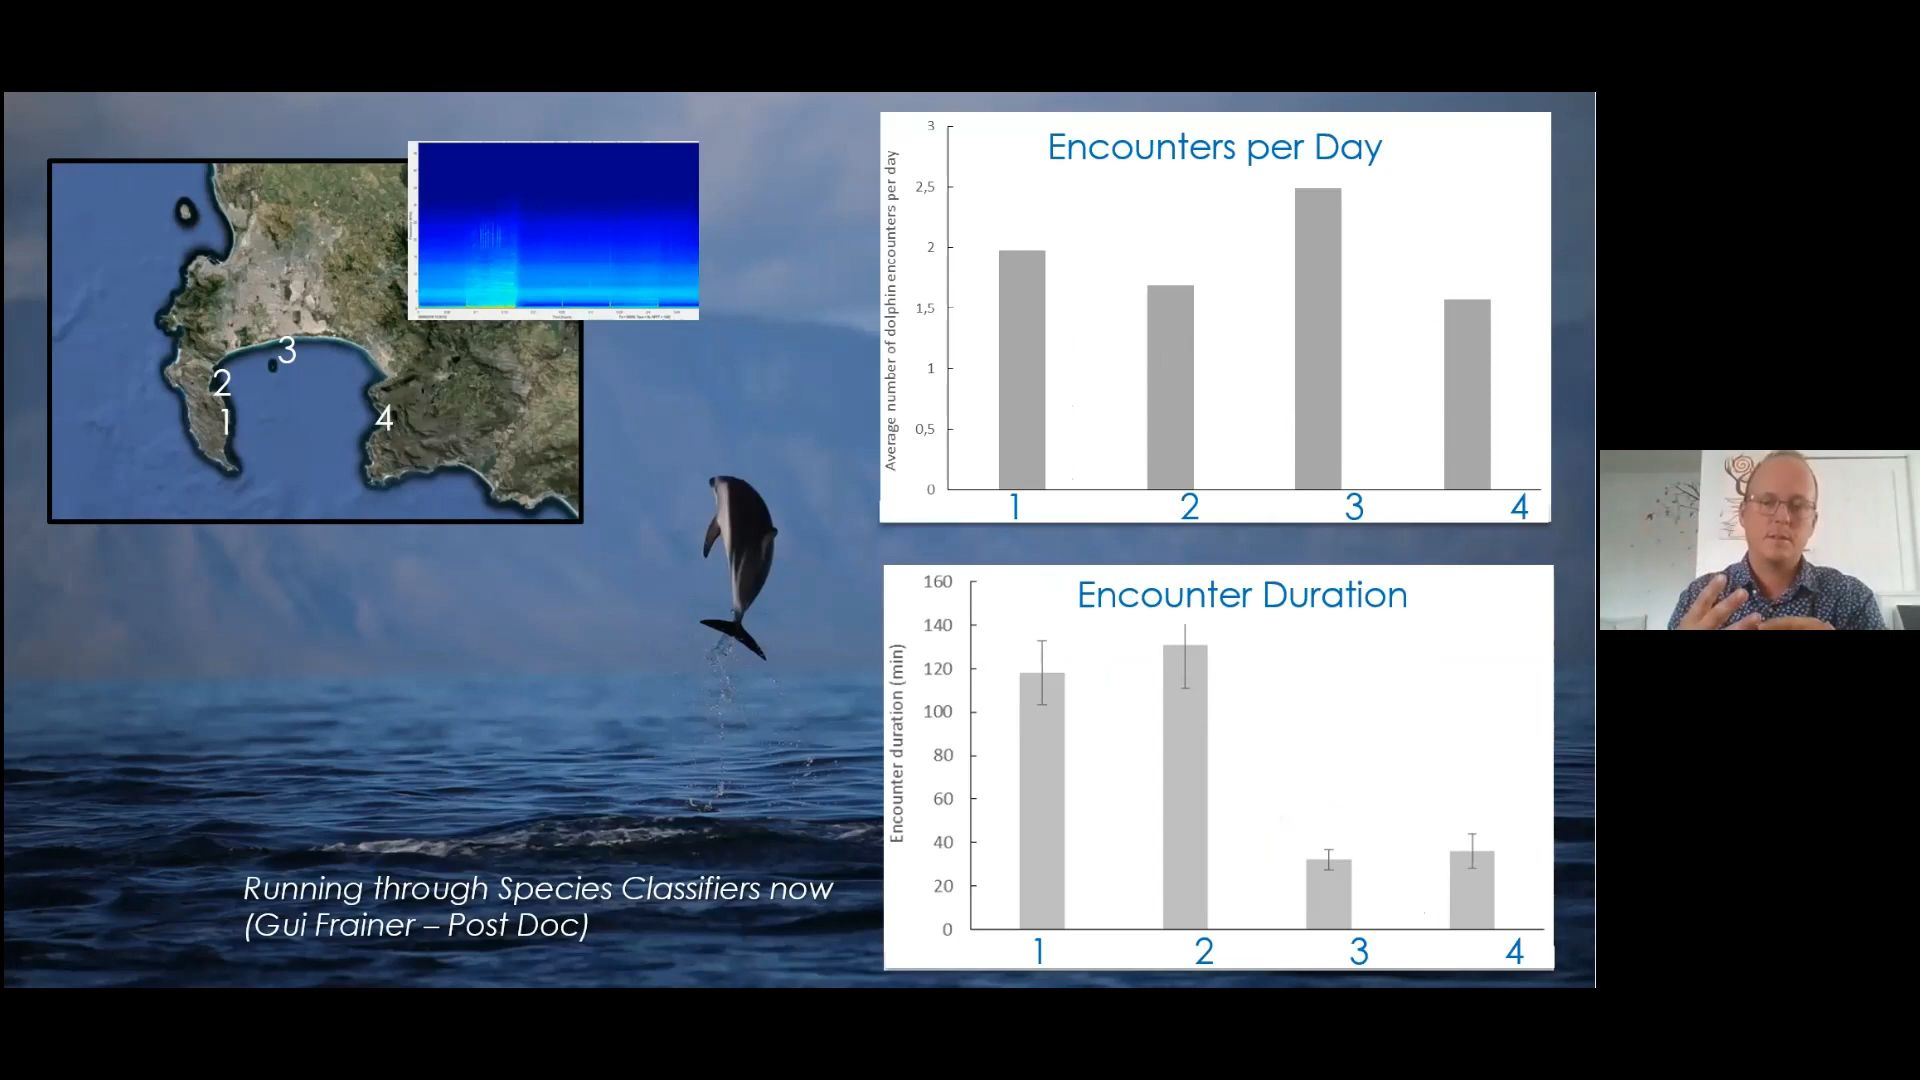 3
2
1
4
Running through Species Classifiers now
(Gui Frainer – Post Doc)
Encounters per Day
Average number of dolphin encounters per day
3
2,5
2
1,5
1
0,5
0
1 2 3 4
Encounter Duration
Encounter duration (min)
160
140
120
100
80
60
40
20
0
1 2 3 4